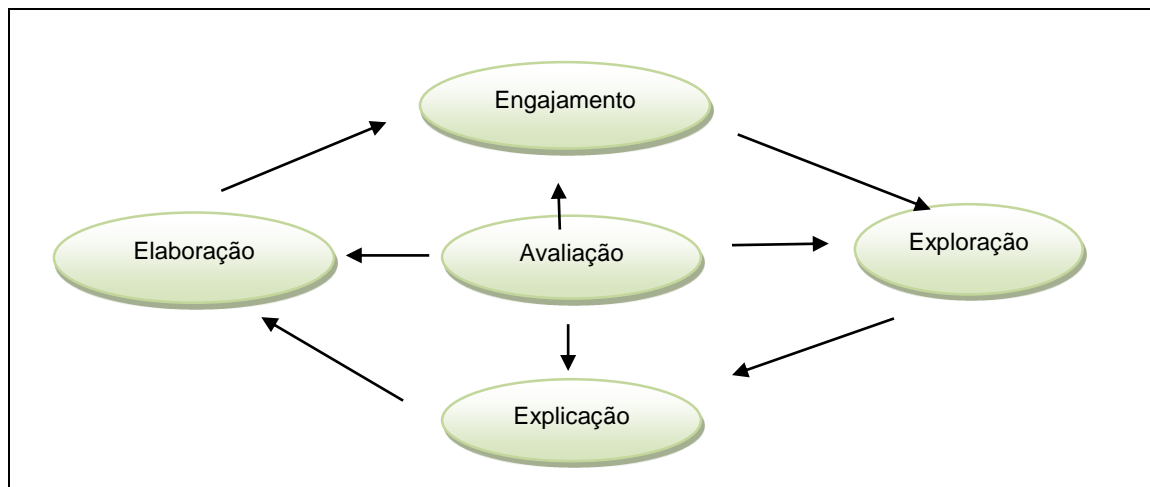 Engajamento
Elaboração
Avaliação
Exploração
Explicação